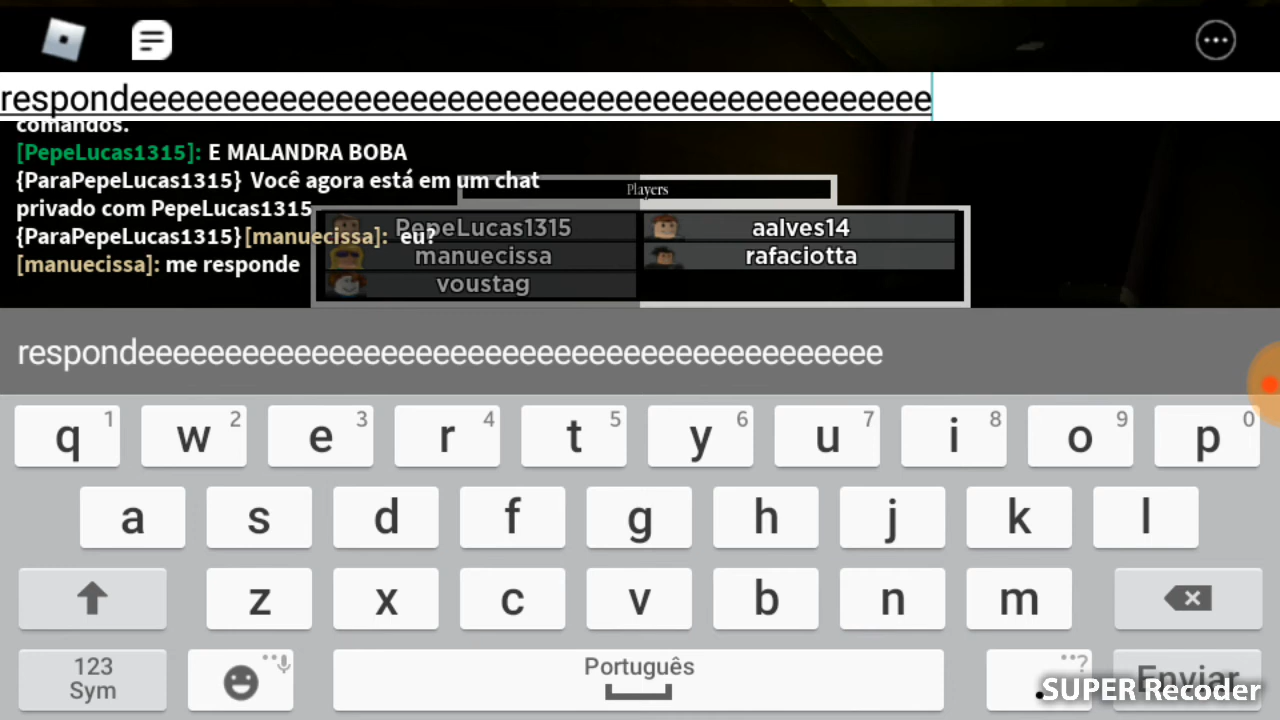 respondeeeeeeeeeeeeeeeeeeeeeeeeeeeeeeeeeeeeeeeeeee
comandos.
[PepeLucas1315]: E MALANDRA BOBA
{ParaPepeLucas1315} Você agora está em um chat
privado com PepeLucas1315
{ParaPepeLucas1315}[manuecissa]: eu?
[manuecissa]: me responde
Players
PepeLucas1315
aalves14
manuecissa
rafaciotta
voustag
respondeeeeeeeeeeeeeeeeeeeeeeeeeeeeeeeeeeeeeeeeeee
q 1 w 2 e 3 r 4 t 5 y 6 u 7 i 8 o 9 p 0
a s d f g h j k l
z x c v b n m
123
Sym
Português
. ?
Enviar
SUPER Recoder